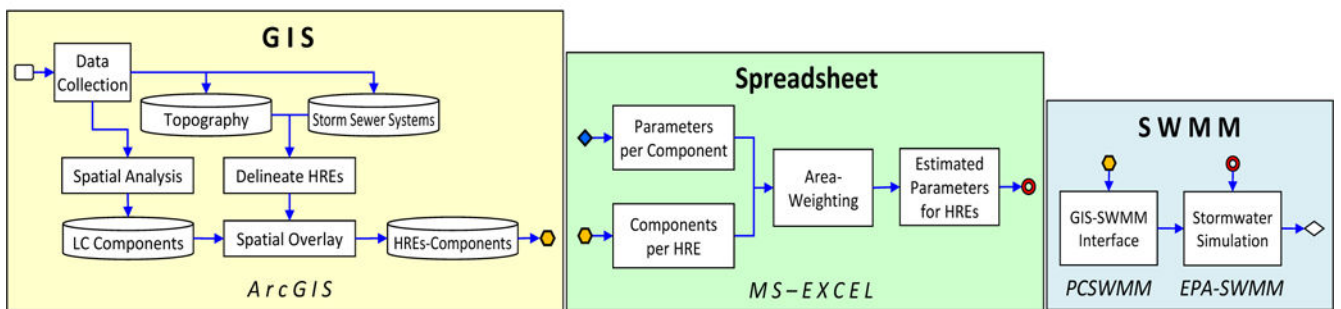 GIS
Data
Collection
Topography
Storm Sewer Systems
Spatial Analysis
Delineate HREs
LC Components
Spatial Overlay
HREs-Components
ArcGIS
Spreadsheet
Parameters
per Component
Components
per HRE
Area-
Weighting
Estimated
Parameters
for HREs
MS–EXCEL
SWMM
GIS-SWMM
Interface
Stormwater
Simulation
PCSWMM
EPA-SWMM